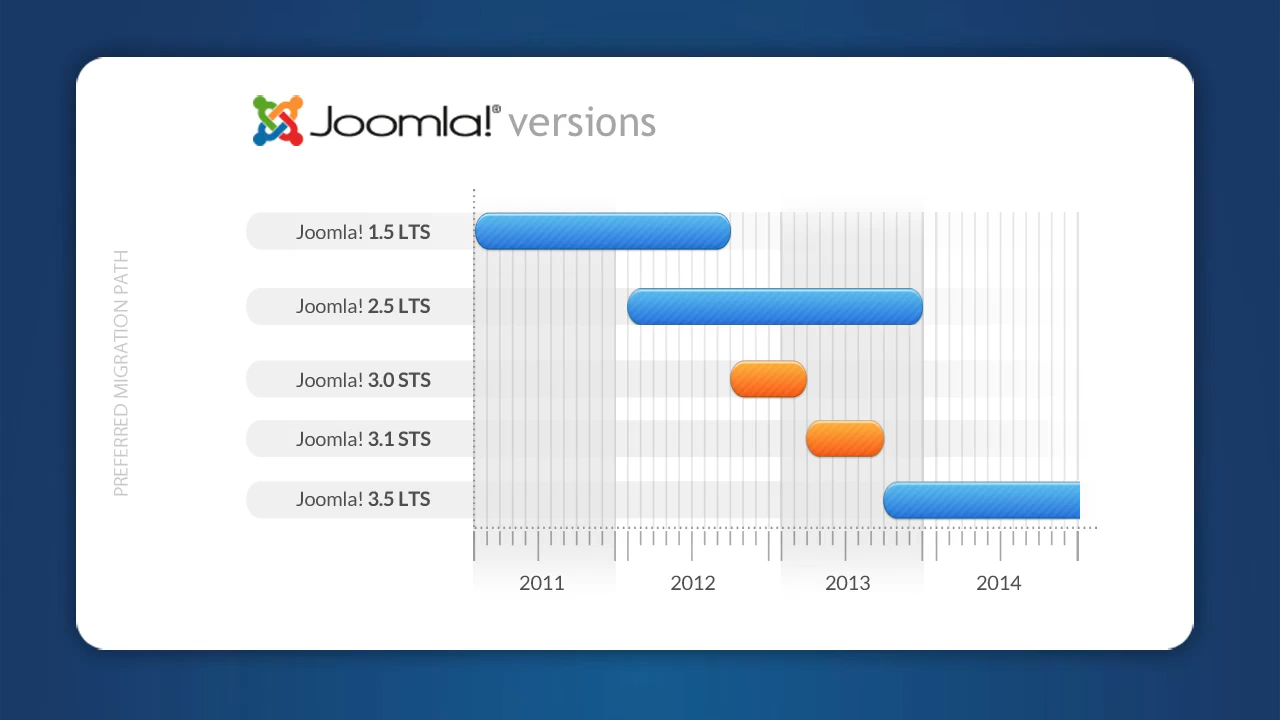 Joomla!® versions
PREFERRED MIGRATION PATH
Joomla! 1.5 LTS
Joomla! 2.5 LTS
Joomla! 3.0 STS
Joomla! 3.1 STS
Joomla! 3.5 LTS
2011 2012 2013 2014